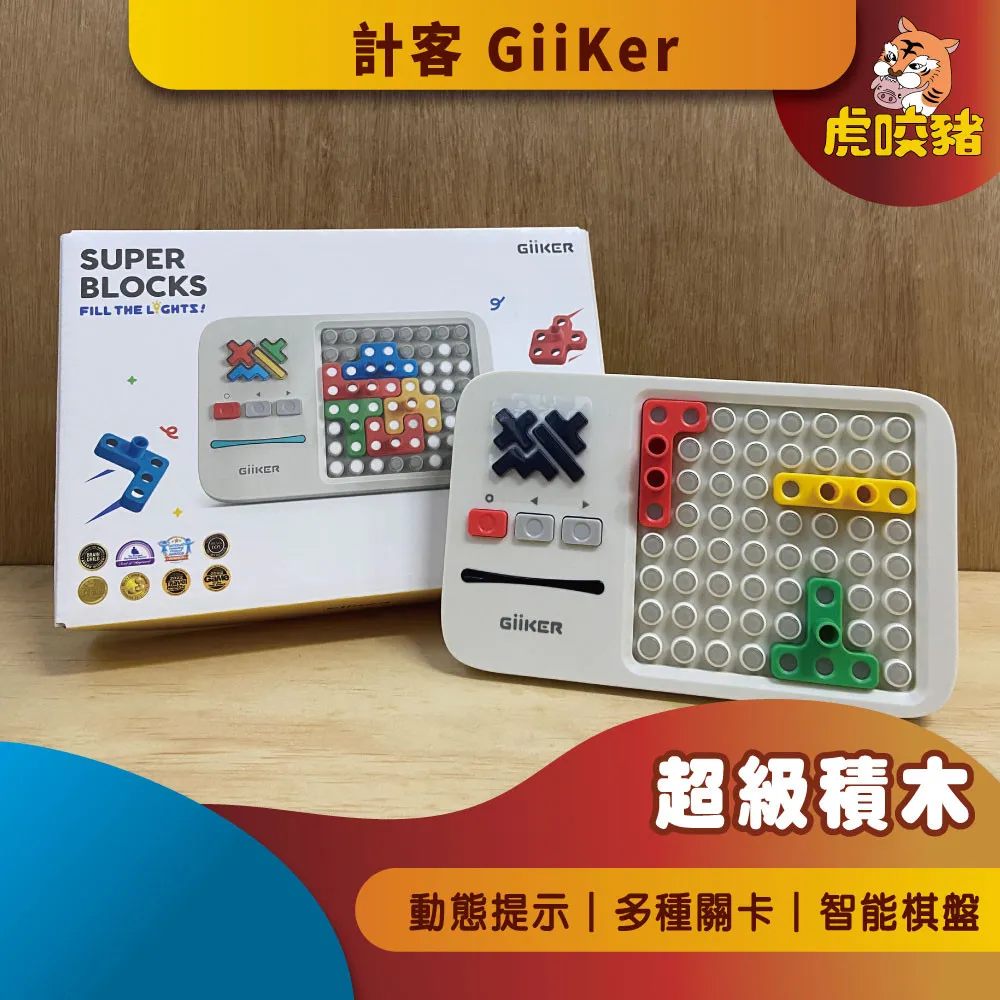 計客 GiiKer
虎咬豬
SUPER
BLOCKS
FILL THE LIGHTS!
GiiKER
GiiKER
GiiKER
超級積木
動態提示｜多種關卡｜智能棋盤